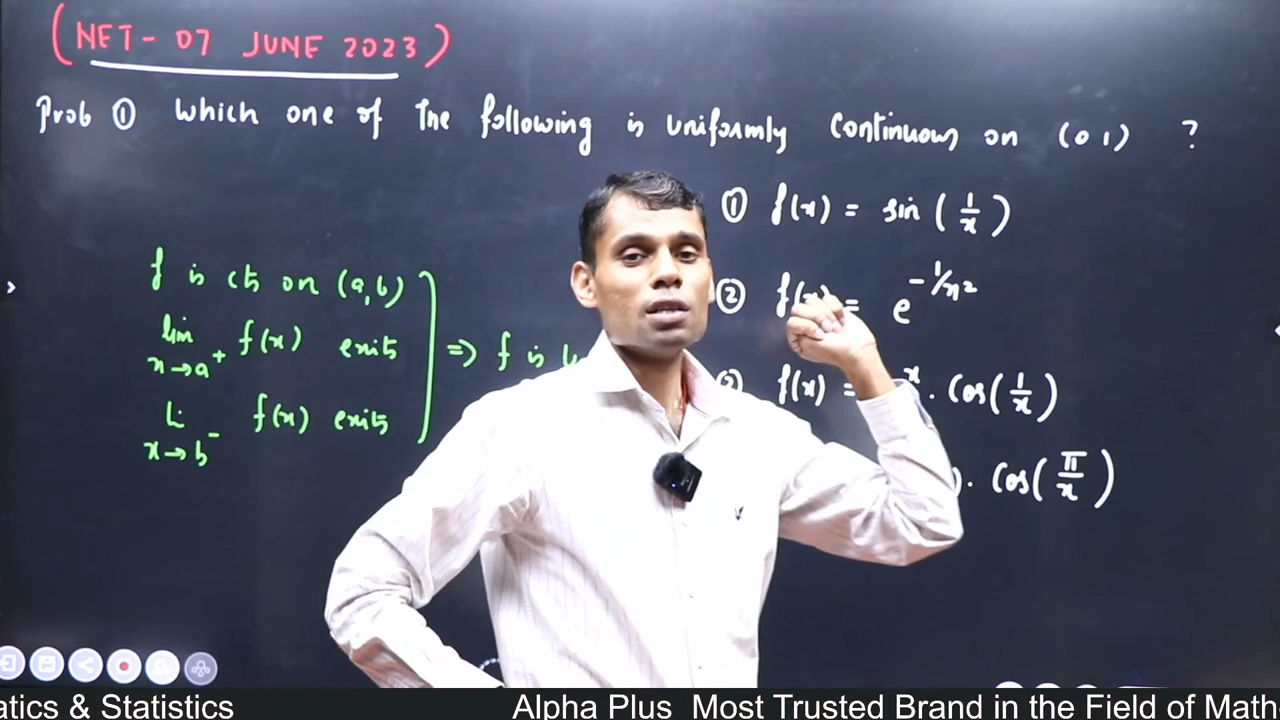 (NET - 07 JUNE 2023)
Prob ① Which one of the following is uniformly continuous on (0 1) ?
① f(x) = sin (1/x)
② f(x) = e^{-1/x²}
f(x) = x . Cos(1/x)
. Cos(π/x)
f is cts on (a,b)
lim x→a⁺ f(x) exits
Li x→b⁻ f(x) exits
⇒ f is
atics & Statistics
Alpha Plus Most Trusted Brand in the Field of Math